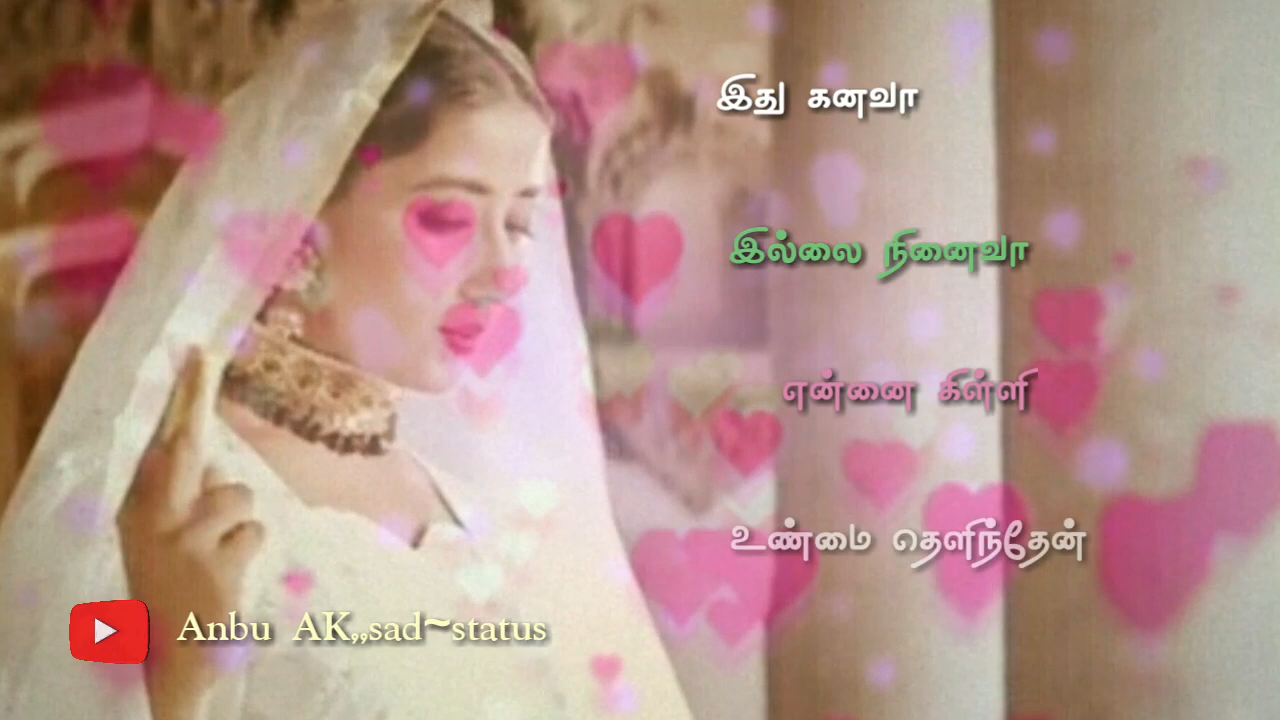 இது கனவா
இல்லை நினைவா
என்னை கிள்ளி
உண்மை தெளிந்தேன்
Anbu AK,,sad~status